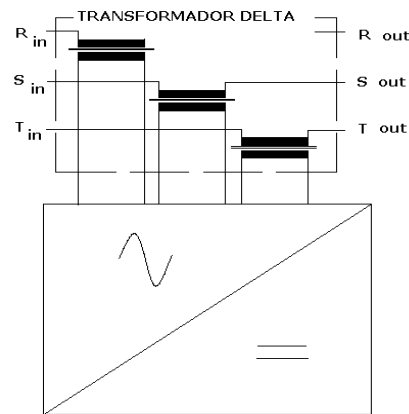 TRANSFORMADOR DELTA
R in R out
S in S out
T in T out